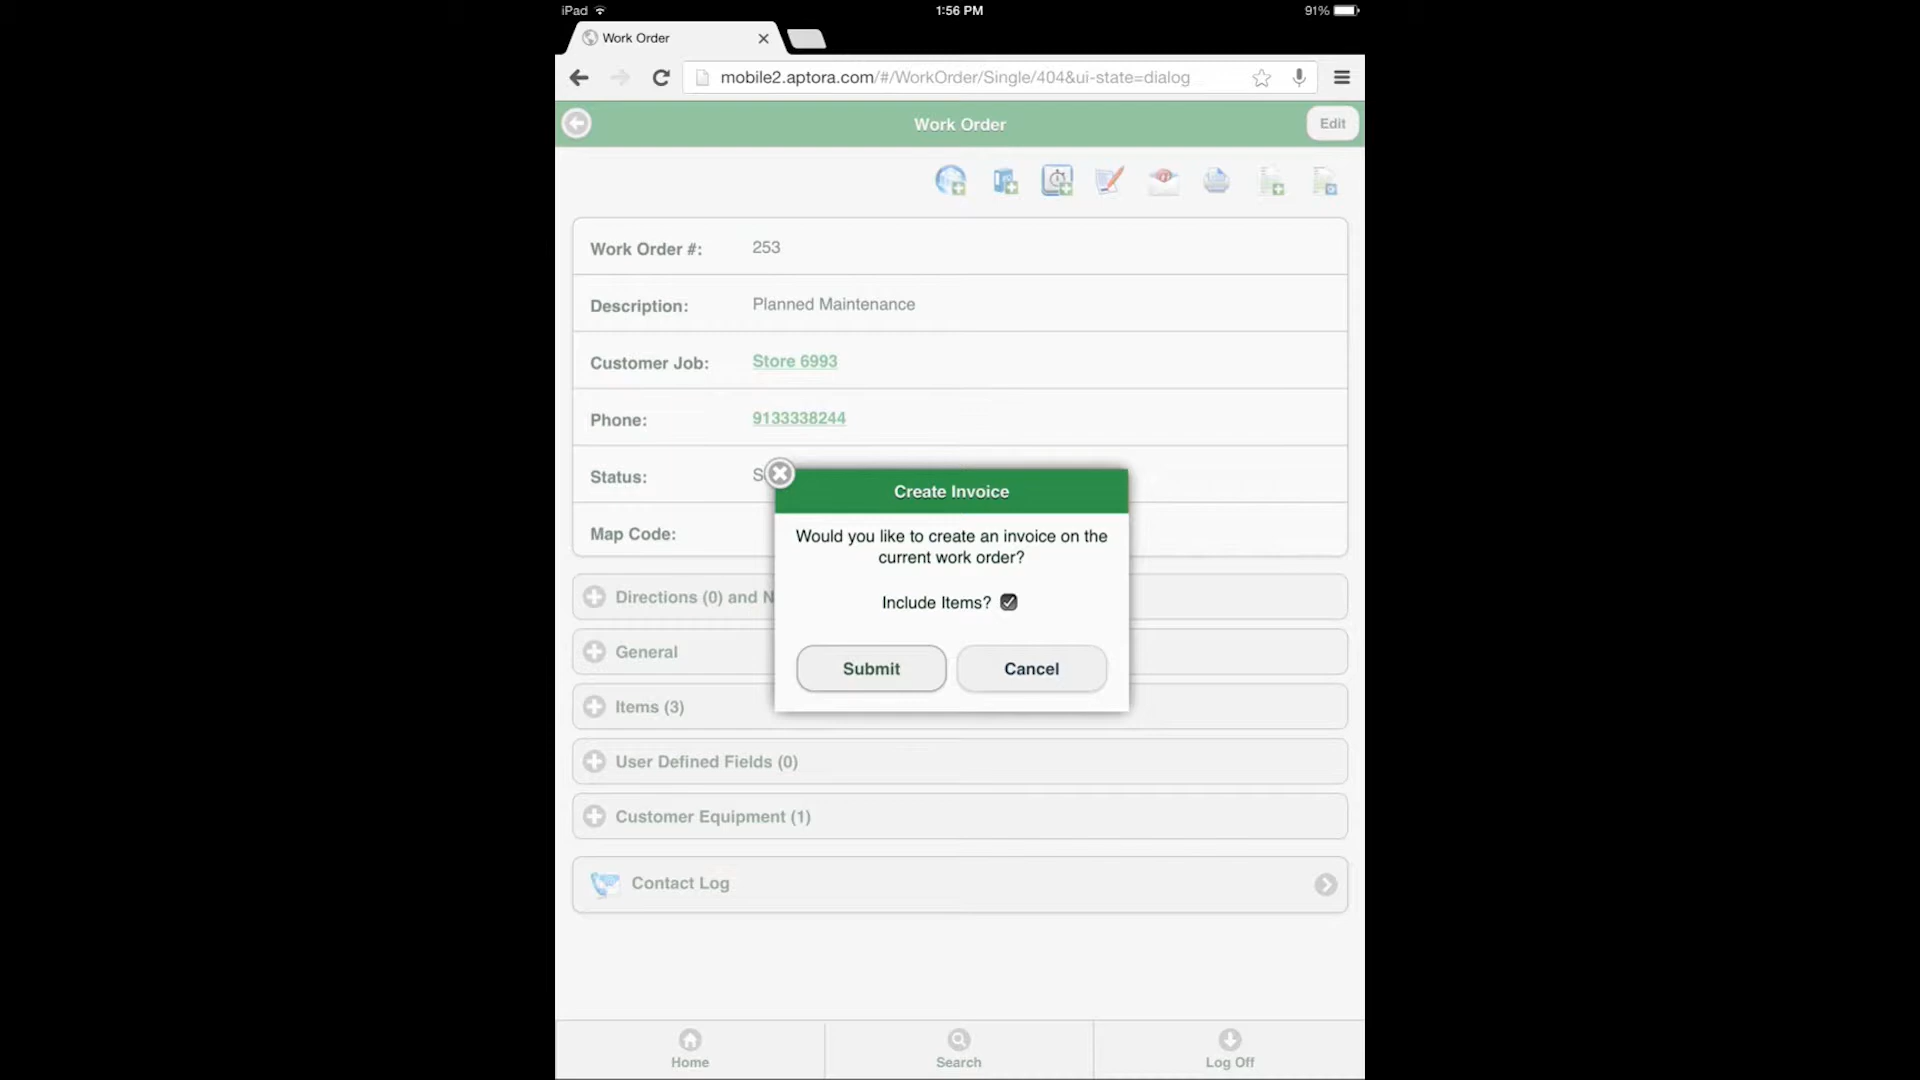 iPad
1:56 PM
91%
Work Order
mobile2.aptora.com/#/WorkOrder/Single/404&ui-state=dialog
Work Order
Edit
Work Order #: 253
Description: Planned Maintenance
Customer Job: Store 6993
Phone: 9133338244
Status:
Map Code:
Create Invoice
Would you like to create an invoice on the
current work order?
Include Items?
Submit
Cancel
Directions (0) and
General
Items (3)
User Defined Fields (0)
Customer Equipment (1)
Contact Log
Home
Search
Log Off